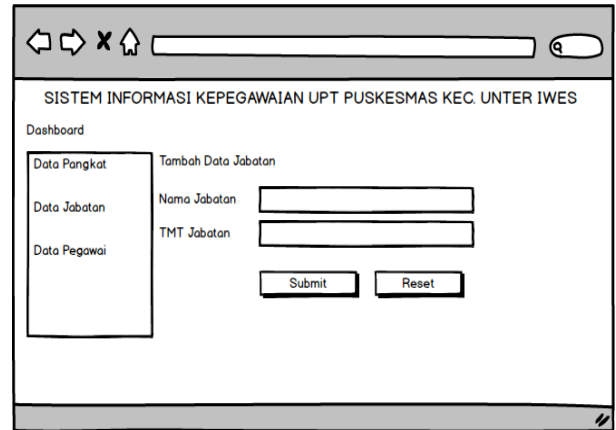 SISTEM INFORMASI KEPEGAWAIAN UPT PUSKESMAS KEC. UNTER IWES
Dashboard
Data Pangkat
Data Jabatan
Data Pegawai
Tambah Data Jabatan
Nama Jabatan
TMT Jabatan
Submit
Reset